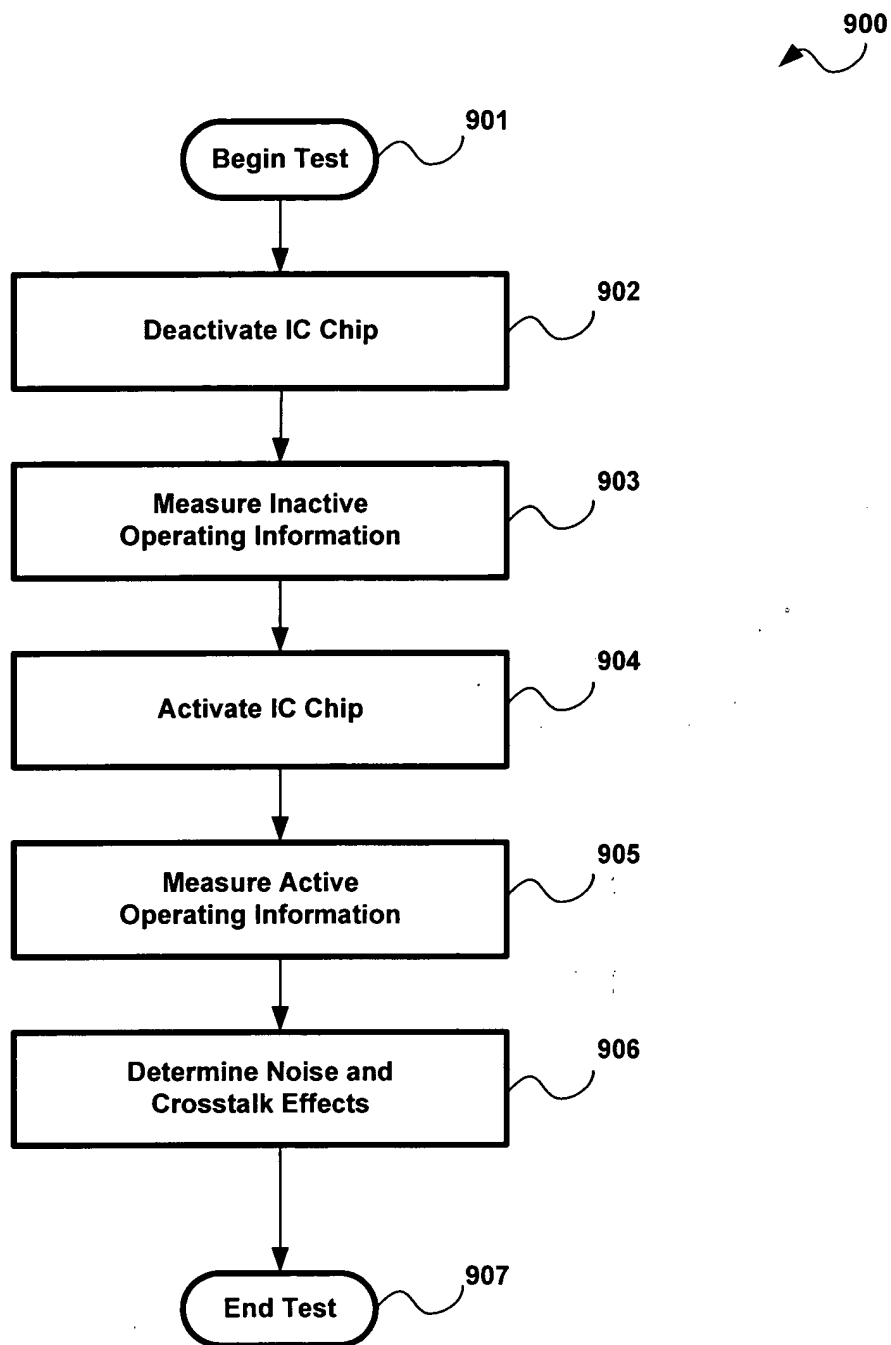 900
901
Begin Test
902
Deactivate IC Chip
903
Measure Inactive
Operating Information
904
Activate IC Chip
905
Measure Active
Operating Information
906
Determine Noise and
Crosstalk Effects
907
End Test